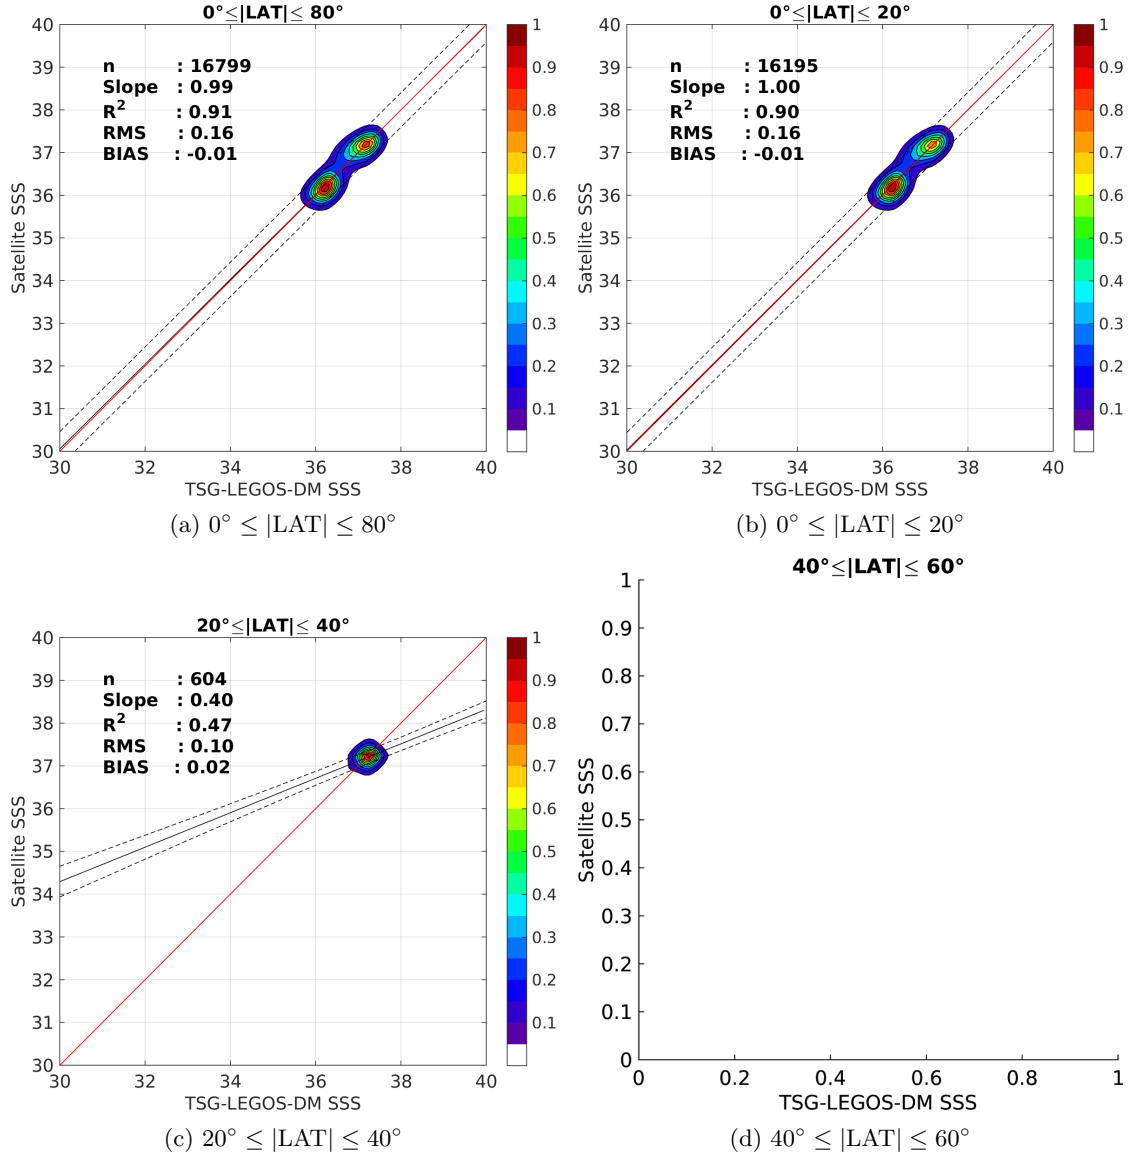 0°≤|LAT|≤ 80°
n : 16799
Slope : 0.99
R² : 0.91
RMS : 0.16
BIAS : -0.01
40
39
38
37
36
35
34
33
32
31
30
30 32 34 36 38 40
Satellite SSS
TSG-LEGOS-DM SSS
1
0.9
0.8
0.7
0.6
0.5
0.4
0.3
0.2
0.1
(a) 0° ≤ |LAT| ≤ 80°
0°≤|LAT|≤ 20°
n : 16195
Slope : 1.00
R² : 0.90
RMS : 0.16
BIAS : -0.01
40
39
38
37
36
35
34
33
32
31
30
30 32 34 36 38 40
Satellite SSS
TSG-LEGOS-DM SSS
1
0.9
0.8
0.7
0.6
0.5
0.4
0.3
0.2
0.1
(b) 0° ≤ |LAT| ≤ 20°
20°≤|LAT|≤ 40°
n : 604
Slope : 0.40
R² : 0.47
RMS : 0.10
BIAS : 0.02
40
39
38
37
36
35
34
33
32
31
30
30 32 34 36 38 40
Satellite SSS
TSG-LEGOS-DM SSS
1
0.9
0.8
0.7
0.6
0.5
0.4
0.3
0.2
0.1
(c) 20° ≤ |LAT| ≤ 40°
40°≤|LAT|≤ 60°
1
0.9
0.8
0.7
0.6
0.5
0.4
0.3
0.2
0.1
0
0 0.2 0.4 0.6 0.8 1
Satellite SSS
TSG-LEGOS-DM SSS
(d) 40° ≤ |LAT| ≤ 60°